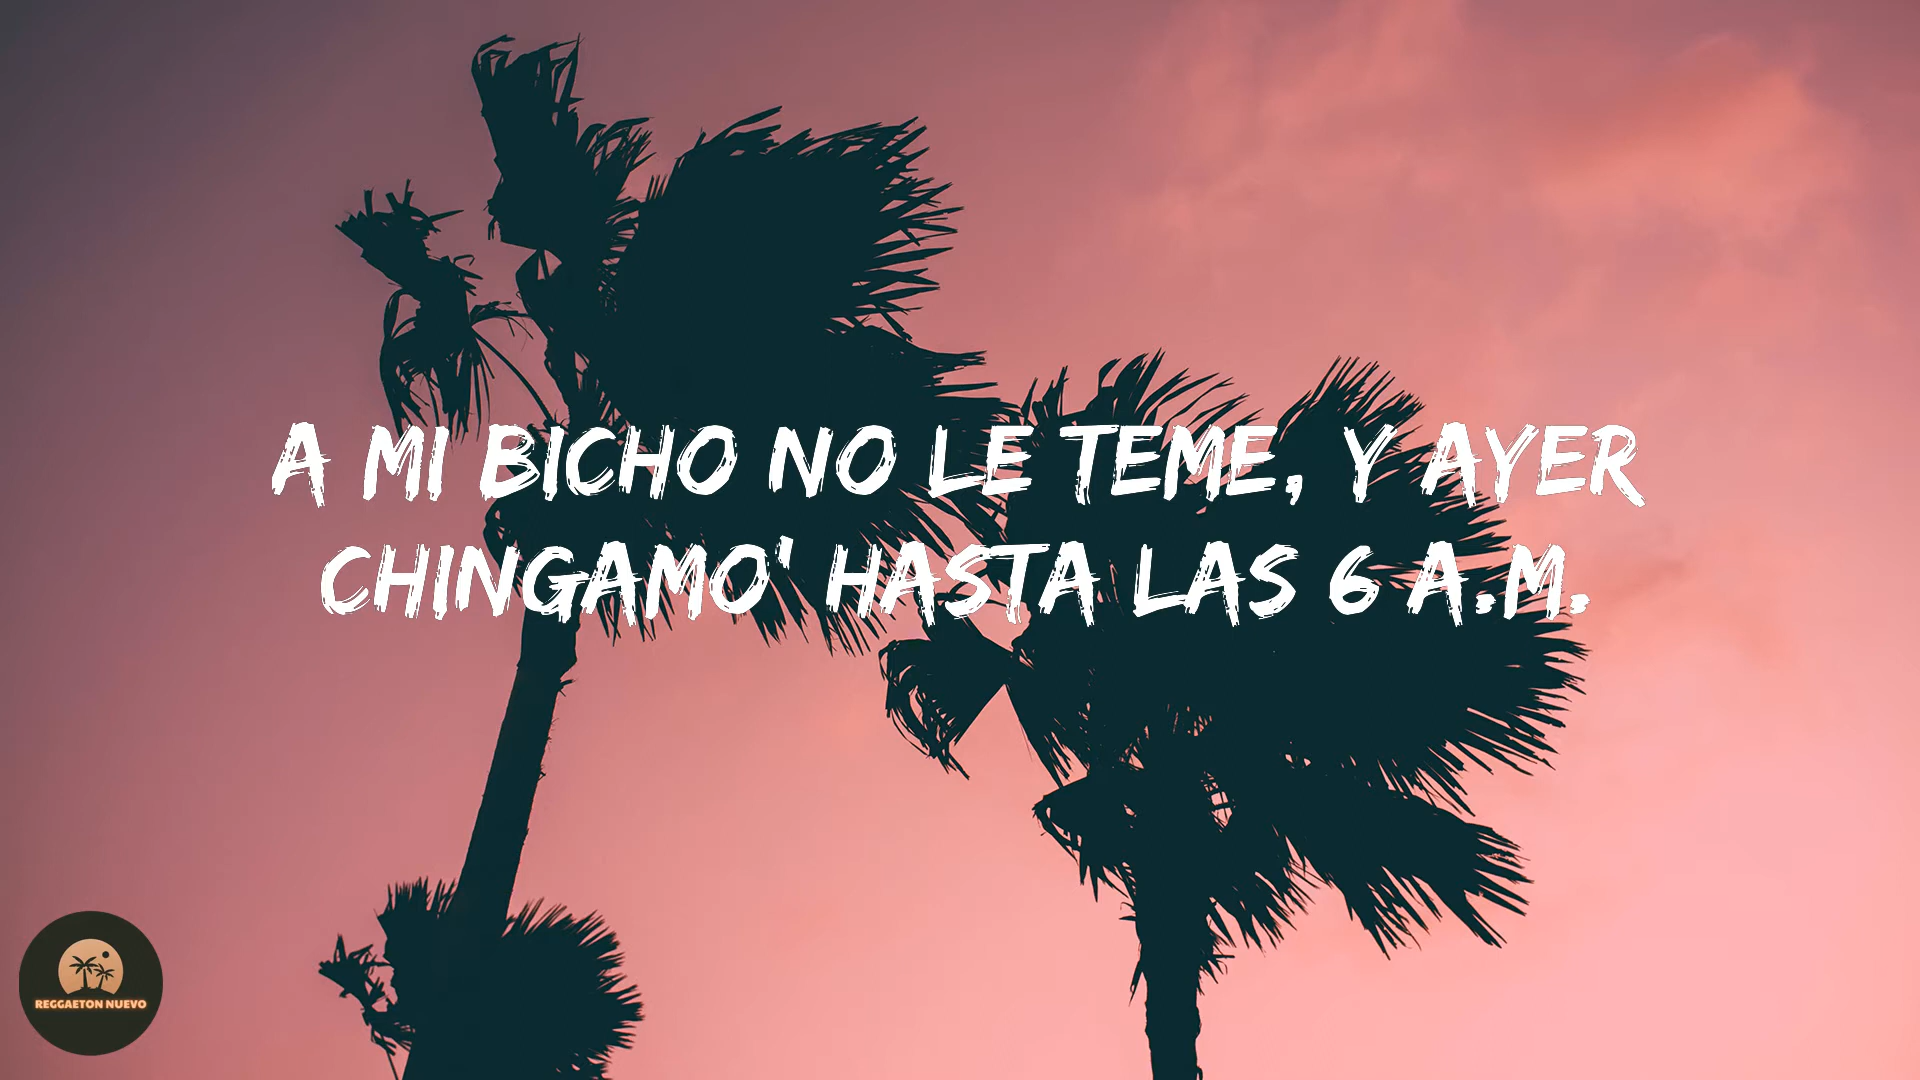 A MI BICHO NO LE TEME, Y AYER
CHINGAMO' HASTA LAS 6 A.M.
REGGAETON NUEVO